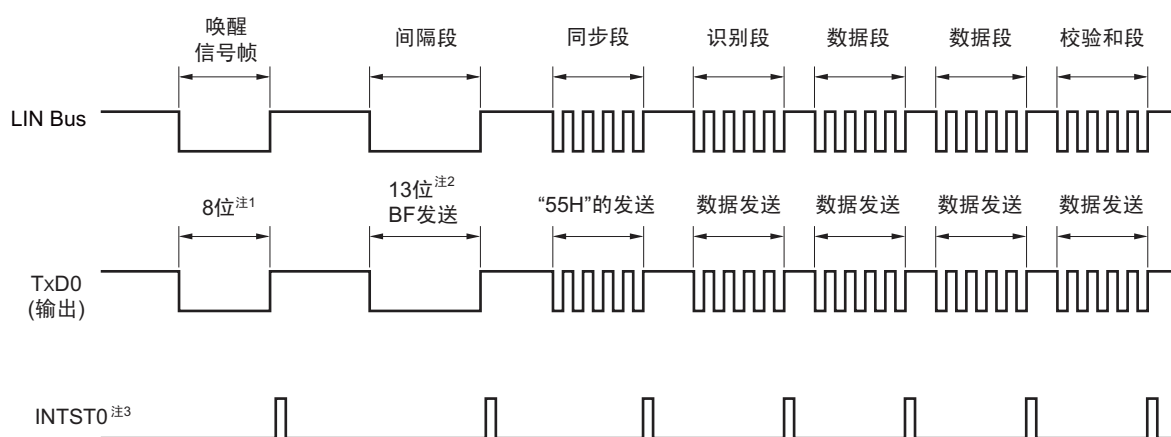 唤醒
信号帧
间隔段
同步段
识别段
数据段
数据段
校验和段
LIN Bus
8位注1
13位注2
BF发送
“55H”的发送
数据发送
数据发送
数据发送
数据发送
TxD0
(输出)
INTST0注3